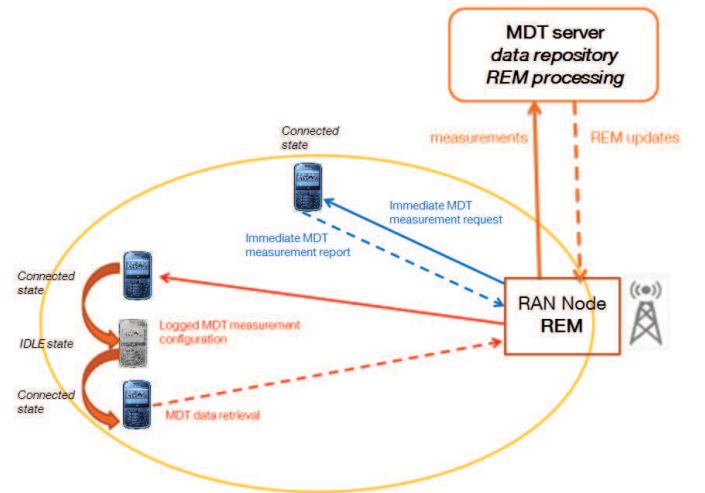 MDT server
data repository
REM processing
measurements
REM updates
Connected
state
Immediate MDT
measurement request
Immediate MDT
measurement report
Connected
state
RAN Node
REM
Logged MDT measurement
configuration
IDLE state
Connected
state
MDT data retrieval